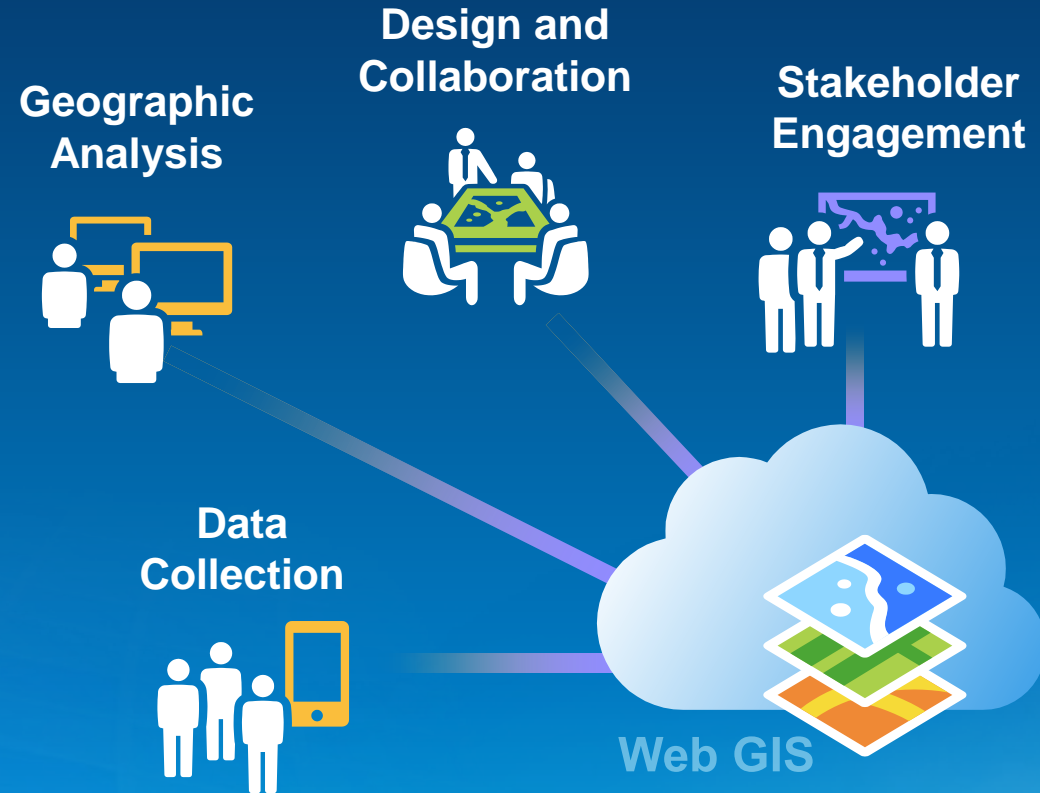 Design and
Collaboration
Geographic
Analysis
Stakeholder
Engagement
Data
Collection
Web GIS